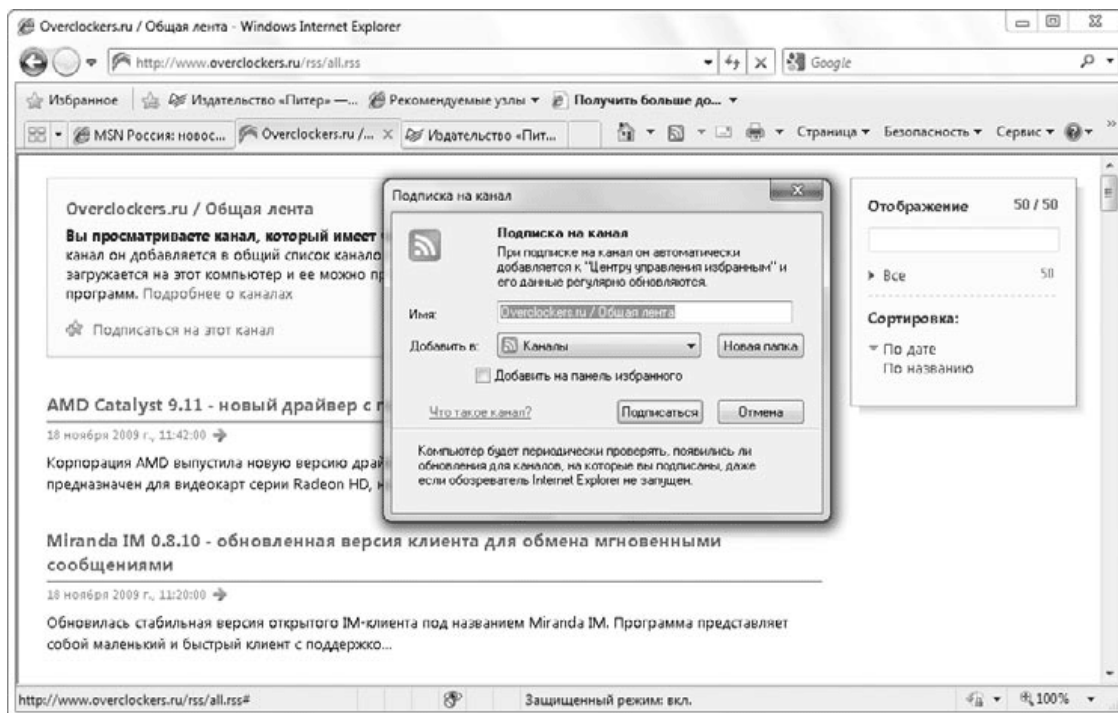 Overclockers.ru / Общая лента - Windows Internet Explorer
http://www.overclockers.ru/rss/all.rss
Google
Избранное
Издательство «Питер» —...
Рекомендуемые узлы
Получить больше до...
MSN Россия: новос...
Overclockers.ru /...
Издательство «Пит...
Страница
Безопасность
Сервис
Overclockers.ru / Общая лента
Вы просматриваете канал, который имеет
канал он добавляется в общий список канало
загружается на этот компьютер и ее можно пр
программ. Подробнее о каналах
Подписаться на этот канал
AMD Catalyst 9.11 - новый драйвер с
18 ноября 2009 г., 11:42:00
Корпорация AMD выпустила новую версию драй
предназначен для видеокарт серии Radeon HD,
Miranda IM 0.8.10 - обновленная версия клиента для обмена мгновенными
сообщениями
18 ноября 2009 г., 11:20:00
Обновилась стабильная версия открытого IM-клиента под названием Miranda IM. Программа представляет
собой маленький и быстрый клиент с поддержко...
Подписка на канал
Подписка на канал
При подписке на канал он автоматически
добавляется к "Центру управления избранным" и
его данные регулярно обновляются.
Имя:
Overclockers.ru / Общая лента
Добавить в:
Каналы
Новая папка
Добавить на панель избранного
Что такое канал?
Подписаться
Отмена
Компьютер будет периодически проверять, появились ли
обновления для каналов, на которые вы подписаны, даже
если обозреватель Internet Explorer не запущен.
Отображение 50 / 50
Все 50
Сортировка:
По дате
По названию
http://www.overclockers.ru/rss/all.rss#
Защищенный режим: вкл.
100%